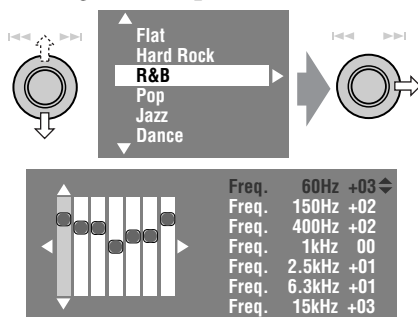 Flat
Hard Rock
R&B
Pop
Jazz
Dance
Freq. 60Hz +03
Freq. 150Hz +02
Freq. 400Hz +02
Freq. 1kHz 00
Freq. 2.5kHz +01
Freq. 6.3kHz +01
Freq. 15kHz +03